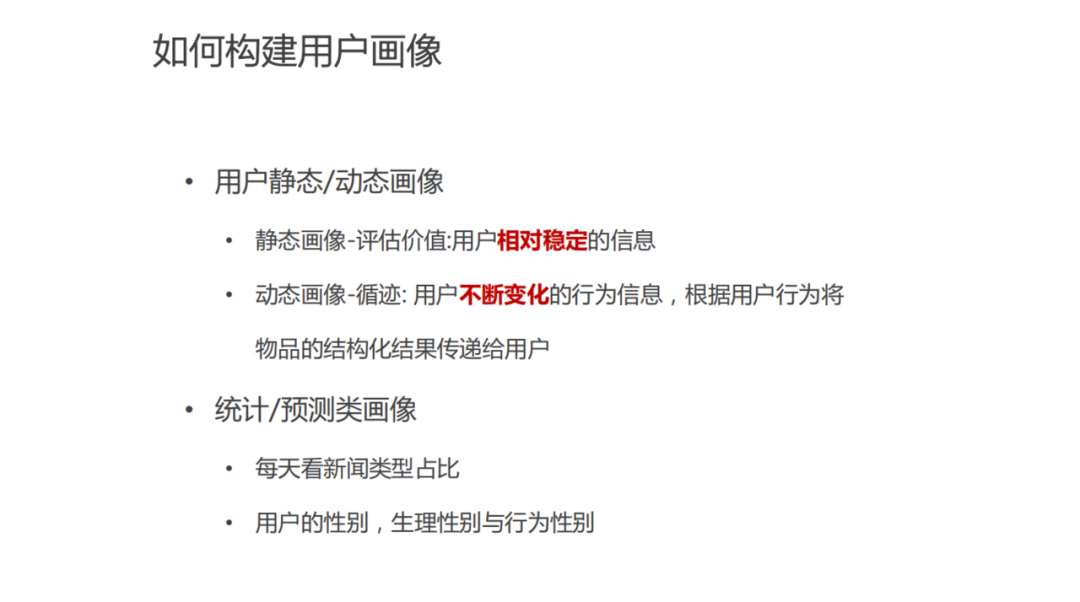 如何构建用户画像
• 用户静态/动态画像
• 静态画像-评估价值:用户相对稳定的信息
• 动态画像-循迹: 用户不断变化的行为信息，根据用户行为将
物品的结构化结果传递给用户
• 统计/预测类画像
• 每天看新闻类型占比
• 用户的性别，生理性别与行为性别